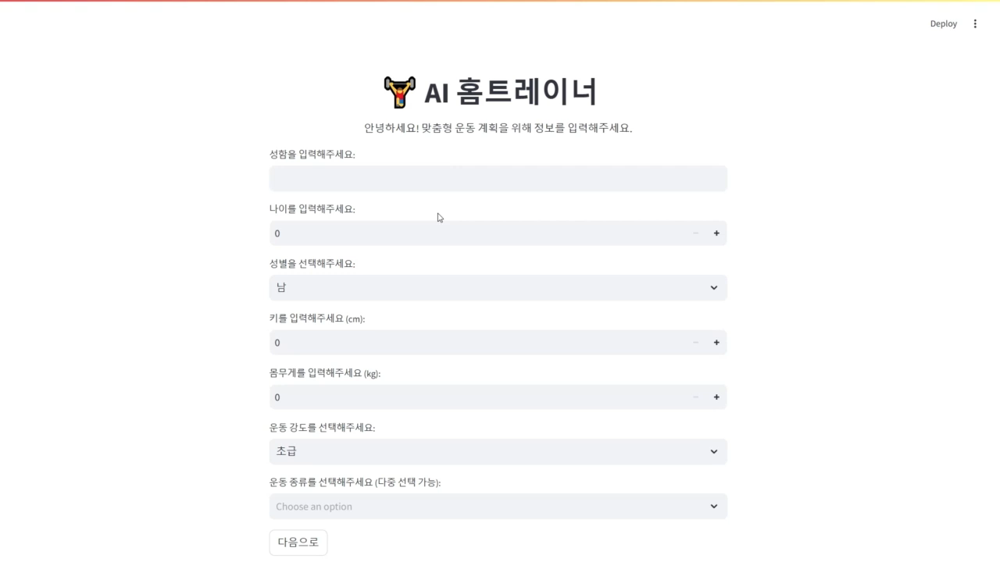 Deploy
AI 홈트레이너
안녕하세요! 맞춤형 운동 계획을 위해 정보를 입력해주세요.
성함을 입력해주세요:
나이를 입력해주세요:
0
성별을 선택해주세요:
남
키를 입력해주세요 (cm):
0
몸무게를 입력해주세요 (kg):
0
운동 강도를 선택해주세요:
초급
운동 종류를 선택해주세요 (다중 선택 가능):
Choose an option
다음으로